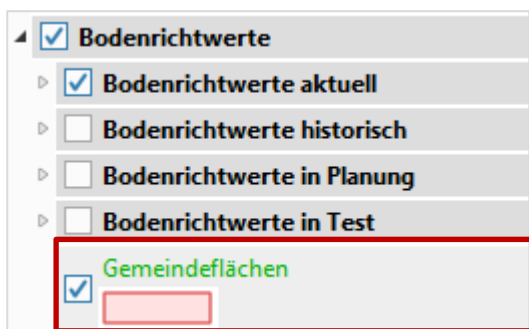 Bodenrichtwerte
Bodenrichtwerte aktuell
Bodenrichtwerte historisch
Bodenrichtwerte in Planung
Bodenrichtwerte in Test
Gemeindeflächen